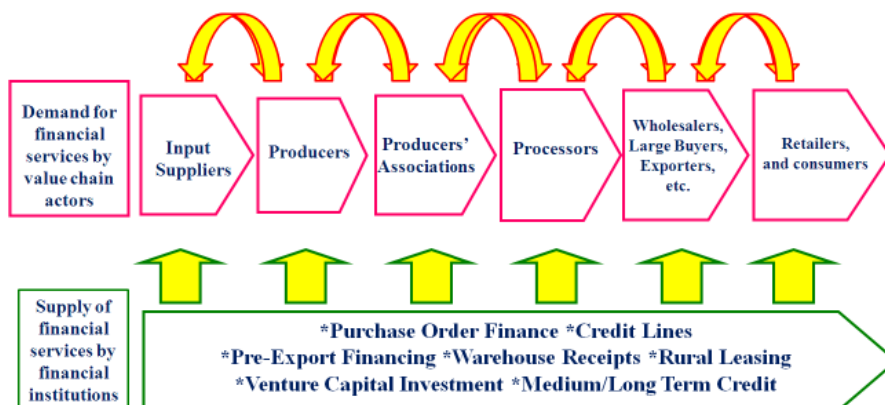 Demand for
financial
services by
value chain
actors
Input
Suppliers
Producers
Producers’
Associations
Processors
Wholesalers,
Large Buyers,
Exporters,
etc.
Retailers,
and consumers
Supply of
financial
services by
financial
institutions
*Purchase Order Finance *Credit Lines
*Pre-Export Financing *Warehouse Receipts *Rural Leasing
*Venture Capital Investment *Medium/Long Term Credit